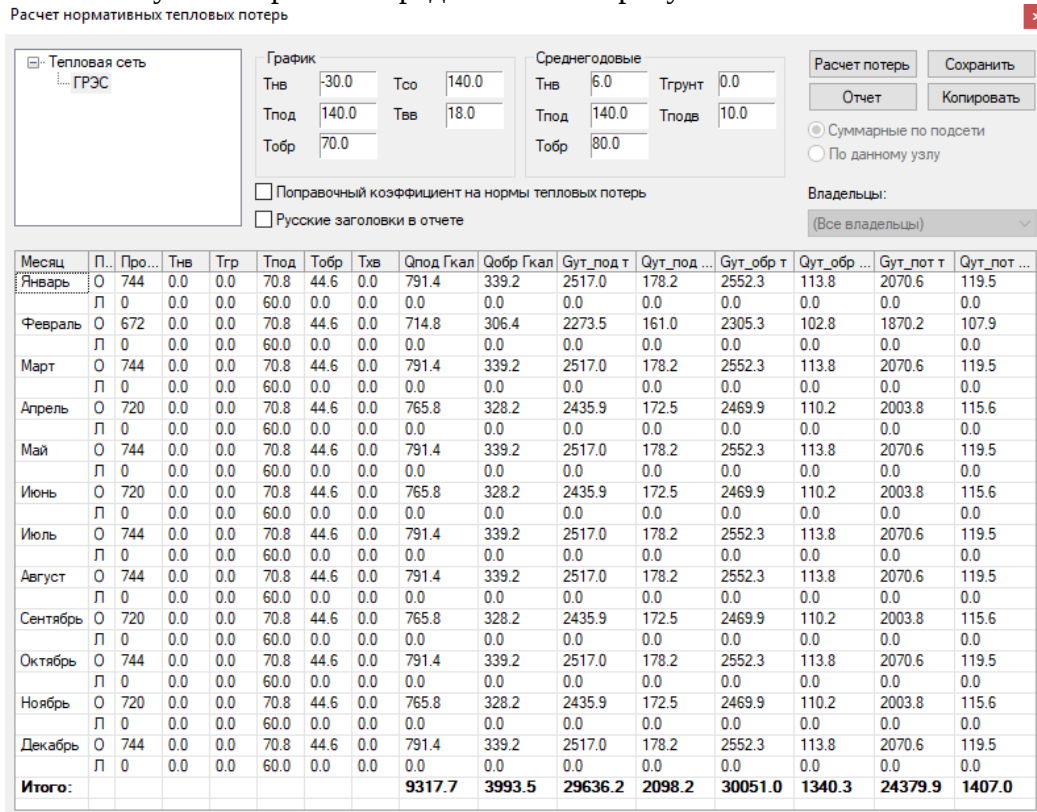 Расчет нормативных тепловых потерь
Тепловая сеть
ГРЭС
График
Тнв -30.0 Тсо 140.0
Тпод 140.0 Твв 18.0
Тобр 70.0
Среднегодовые
Тнв 6.0 Тгрунт 0.0
Тпод 140.0 Тподв 10.0
Тобр 80.0
Расчет потерь Сохранить
Отчет Копировать
Суммарные по подсети
По данному узлу
Поправочный коэффициент на нормы тепловых потерь
Русские заголовки в отчете
Владельцы:
(Все владельцы)
Месяц П.. Про... Тнв Тгр Тпод Тобр Тхв Qпод Гкал Qобр Гкал Gут_под т Qут_под ... Gут_обр т Qут_обр ... Gут_пот т Qут_пот ...
Январь О 744 0.0 0.0 70.8 44.6 0.0 791.4 339.2 2517.0 178.2 2552.3 113.8 2070.6 119.5
Л 0 0.0 0.0 60.0 0.0 0.0 0.0 0.0 0.0 0.0 0.0 0.0 0.0 0.0
Февраль О 672 0.0 0.0 70.8 44.6 0.0 714.8 306.4 2273.5 161.0 2305.3 102.8 1870.2 107.9
Л 0 0.0 0.0 60.0 0.0 0.0 0.0 0.0 0.0 0.0 0.0 0.0 0.0 0.0
Март О 744 0.0 0.0 70.8 44.6 0.0 791.4 339.2 2517.0 178.2 2552.3 113.8 2070.6 119.5
Л 0 0.0 0.0 60.0 0.0 0.0 0.0 0.0 0.0 0.0 0.0 0.0 0.0 0.0
Апрель О 720 0.0 0.0 70.8 44.6 0.0 765.8 328.2 2435.9 172.5 2469.9 110.2 2003.8 115.6
Л 0 0.0 0.0 60.0 0.0 0.0 0.0 0.0 0.0 0.0 0.0 0.0 0.0 0.0
Май О 744 0.0 0.0 70.8 44.6 0.0 791.4 339.2 2517.0 178.2 2552.3 113.8 2070.6 119.5
Л 0 0.0 0.0 60.0 0.0 0.0 0.0 0.0 0.0 0.0 0.0 0.0 0.0 0.0
Июнь О 720 0.0 0.0 70.8 44.6 0.0 765.8 328.2 2435.9 172.5 2469.9 110.2 2003.8 115.6
Л 0 0.0 0.0 60.0 0.0 0.0 0.0 0.0 0.0 0.0 0.0 0.0 0.0 0.0
Июль О 744 0.0 0.0 70.8 44.6 0.0 791.4 339.2 2517.0 178.2 2552.3 113.8 2070.6 119.5
Л 0 0.0 0.0 60.0 0.0 0.0 0.0 0.0 0.0 0.0 0.0 0.0 0.0 0.0
Август О 744 0.0 0.0 70.8 44.6 0.0 791.4 339.2 2517.0 178.2 2552.3 113.8 2070.6 119.5
Л 0 0.0 0.0 60.0 0.0 0.0 0.0 0.0 0.0 0.0 0.0 0.0 0.0 0.0
Сентябрь О 720 0.0 0.0 70.8 44.6 0.0 765.8 328.2 2435.9 172.5 2469.9 110.2 2003.8 115.6
Л 0 0.0 0.0 60.0 0.0 0.0 0.0 0.0 0.0 0.0 0.0 0.0 0.0 0.0
Октябрь О 744 0.0 0.0 70.8 44.6 0.0 791.4 339.2 2517.0 178.2 2552.3 113.8 2070.6 119.5
Л 0 0.0 0.0 60.0 0.0 0.0 0.0 0.0 0.0 0.0 0.0 0.0 0.0 0.0
Ноябрь О 720 0.0 0.0 70.8 44.6 0.0 765.8 328.2 2435.9 172.5 2469.9 110.2 2003.8 115.6
Л 0 0.0 0.0 60.0 0.0 0.0 0.0 0.0 0.0 0.0 0.0 0.0 0.0 0.0
Декабрь О 744 0.0 0.0 70.8 44.6 0.0 791.4 339.2 2517.0 178.2 2552.3 113.8 2070.6 119.5
Л 0 0.0 0.0 60.0 0.0 0.0 0.0 0.0 0.0 0.0 0.0 0.0 0.0 0.0
Итого: 9317.7 3993.5 29636.2 2098.2 30051.0 1340.3 24379.9 1407.0